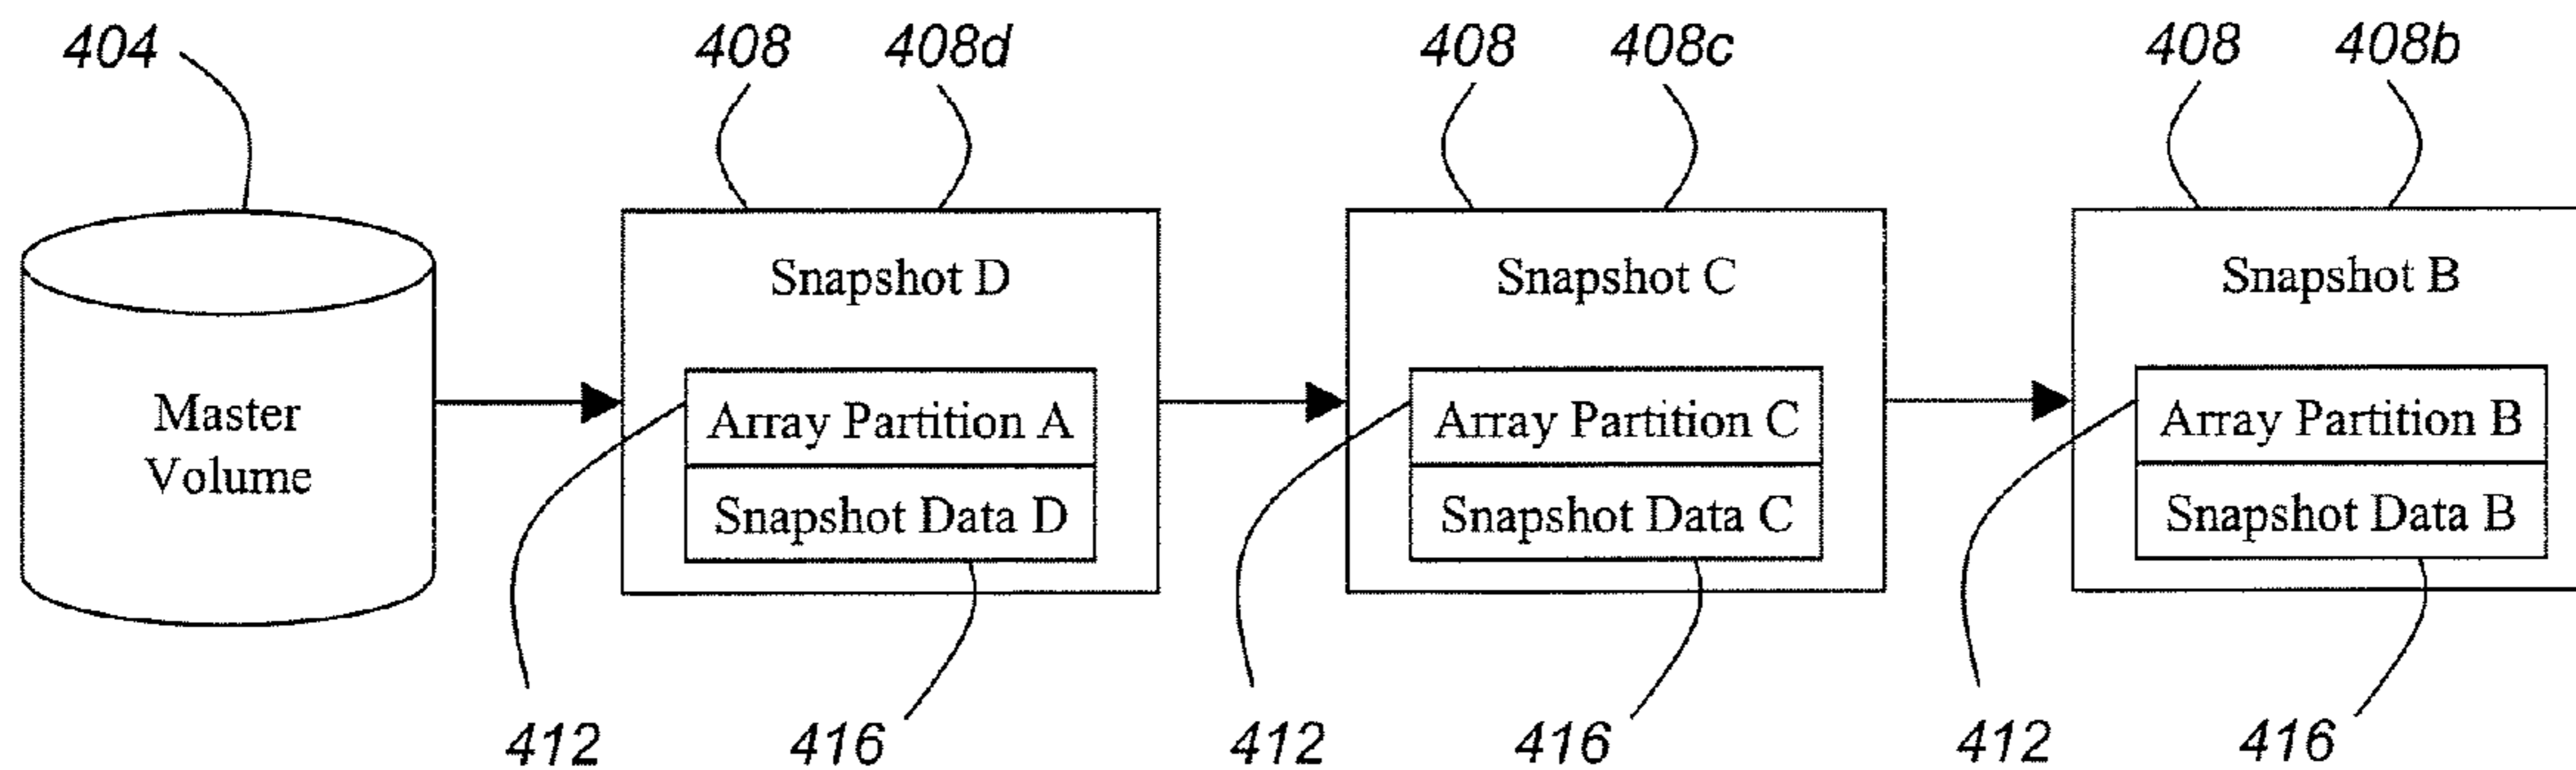 404 408 408d 408 408c 408 408b
Snapshot D Snapshot C Snapshot B
Master
Volume
Array Partition A Array Partition C Array Partition B
Snapshot Data D Snapshot Data C Snapshot Data B
412 416 412 416 412 416